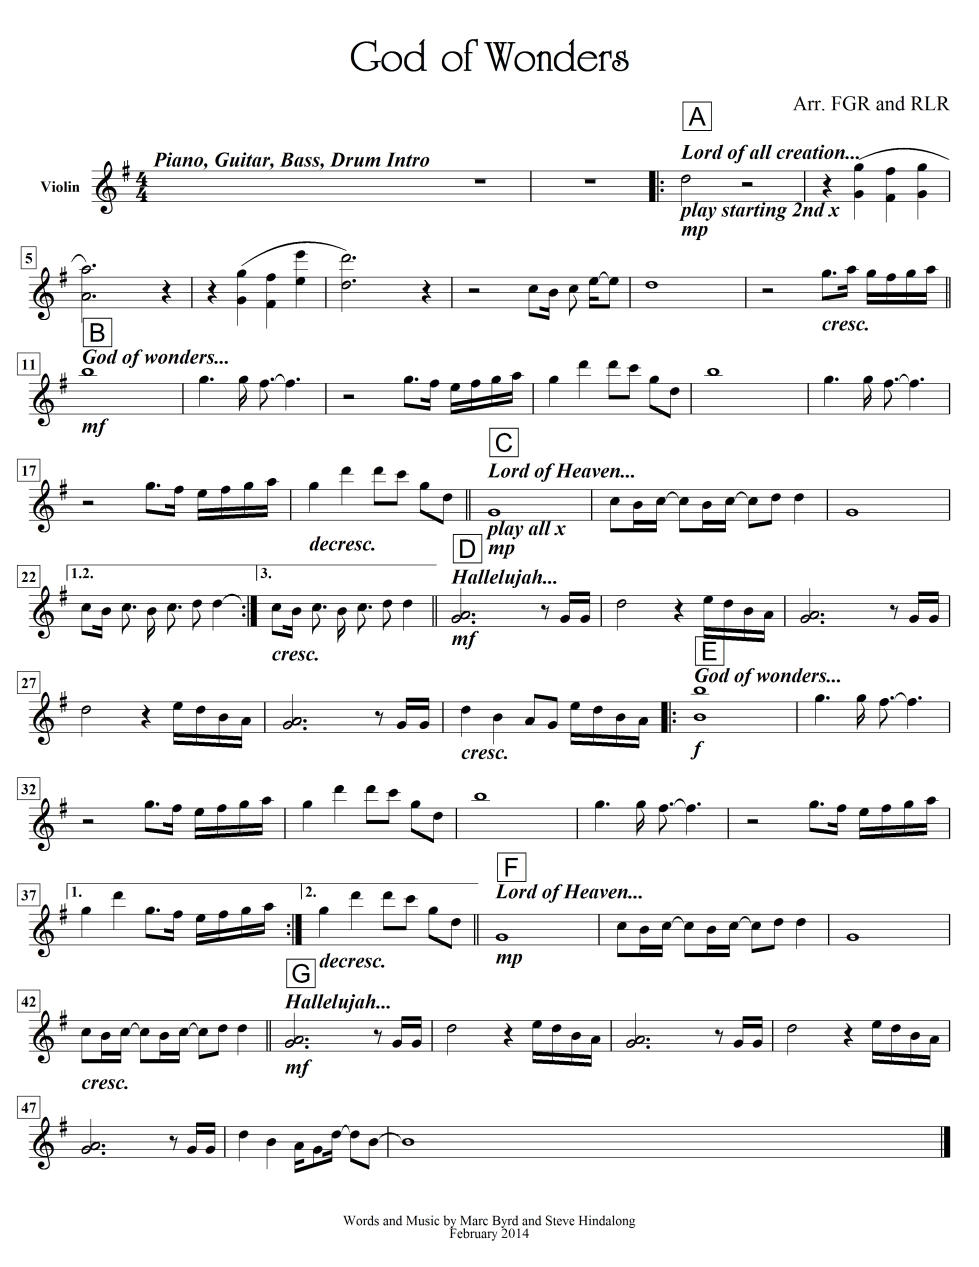 God of Wonders
Arr. FGR and RLR
A
Piano, Guitar, Bass, Drum Intro
Lord of all creation...
Violin
play starting 2nd x
mp
5
cresc.
B
God of wonders...
11
mf
C
17
Lord of Heaven...
decresc.
play all x
mp
D
22
1.2.
3.
Hallelujah...
cresc.
mf
E
27
God of wonders...
cresc.
f
32
F
37
1.
2.
Lord of Heaven...
decresc.
mp
G
42
Hallelujah...
cresc.
mf
47
Words and Music by Marc Byrd and Steve Hindalong
February 2014